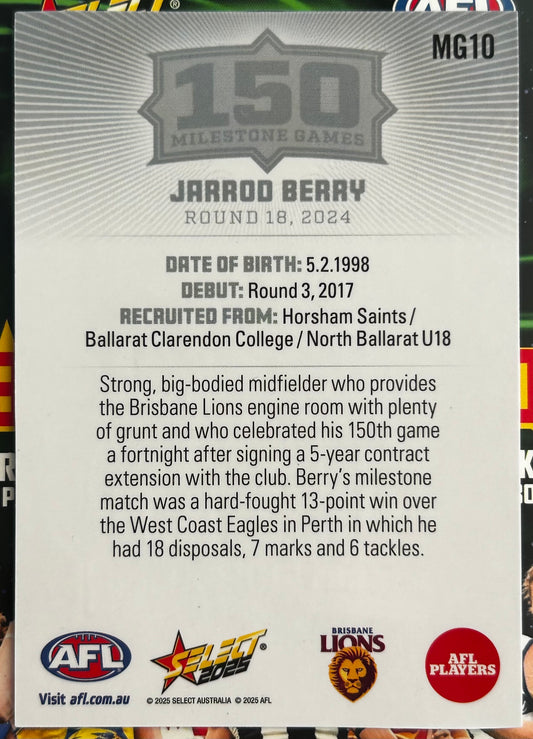 SELECT
AFL
MG10
150
MILESTONE GAMES
JARROD BERRY
ROUND 18, 2024
DATE OF BIRTH: 5.2.1998
DEBUT: Round 3, 2017
RECRUITED FROM: Horsham Saints /
Ballarat Clarendon College / North Ballarat U18
Strong, big-bodied midfielder who provides
the Brisbane Lions engine room with plenty
of grunt and who celebrated his 150th game
a fortnight after signing a 5-year contract
extension with the club. Berry's milestone
match was a hard-fought 13-point win over
the West Coast Eagles in Perth in which he
had 18 disposals, 7 marks and 6 tackles.
AFL
Visit afl.com.au
SELECT ®
2025
© 2025 SELECT AUSTRALIA © 2025 AFL
BRISBANE
LIONS
AFL
PLAYERS